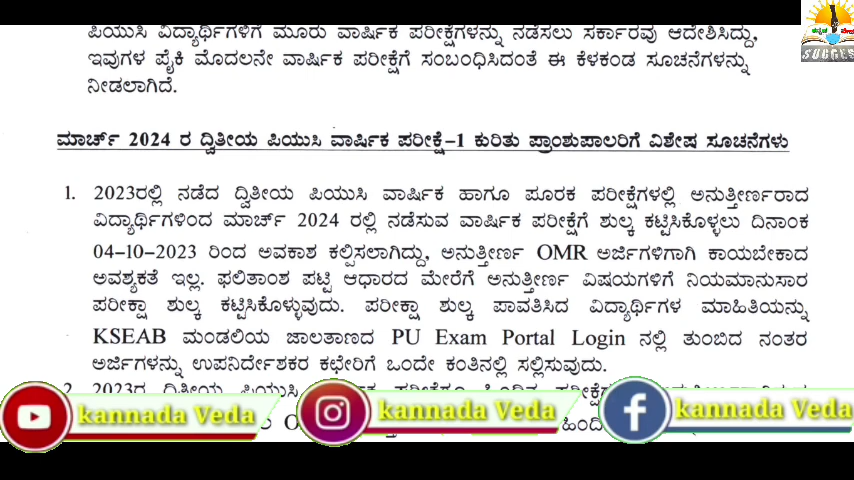 ಪಿಯುಸಿ ವಿದ್ಯಾರ್ಥಿಗಳಿಗೆ ಮೂರು ವಾರ್ಷಿಕ ಪರೀಕ್ಷೆಗಳನ್ನು ನಡೆಸಲು ಸರ್ಕಾರವು ಆದೇಶಿಸಿದ್ದು,
ಇವುಗಳ ಪೈಕಿ ಮೊದಲನೇ ವಾರ್ಷಿಕ ಪರೀಕ್ಷೆಗೆ ಸಂಬಂಧಿಸಿದಂತೆ ಈ ಕೆಳಕಂಡ ಸೂಚನೆಗಳನ್ನು
ನೀಡಲಾಗಿದೆ.
ಮಾರ್ಚ್ 2024 ರ ದ್ವಿತೀಯ ಪಿಯುಸಿ ವಾರ್ಷಿಕ ಪರೀಕ್ಷೆ-1 ಕುರಿತು ಪ್ರಾಂಶುಪಾಲರಿಗೆ ವಿಶೇಷ ಸೂಚನೆಗಳು
1. 2023ರಲ್ಲಿ ನಡೆದ ದ್ವಿತೀಯ ಪಿಯುಸಿ ವಾರ್ಷಿಕ ಹಾಗೂ ಪೂರಕ ಪರೀಕ್ಷೆಗಳಲ್ಲಿ ಅನುತ್ತೀರ್ಣರಾದ
ವಿದ್ಯಾರ್ಥಿಗಳಿಂದ ಮಾರ್ಚ್ 2024 ರಲ್ಲಿ ನಡೆಸುವ ವಾರ್ಷಿಕ ಪರೀಕ್ಷೆಗೆ ಶುಲ್ಕ ಕಟ್ಟಿಸಿಕೊಳ್ಳಲು ದಿನಾಂಕ
04-10-2023 ರಿಂದ ಅವಕಾಶ ಕಲ್ಪಿಸಲಾಗಿದ್ದು, ಅನುತ್ತೀರ್ಣ OMR ಅರ್ಜಿಗಳಿಗಾಗಿ ಕಾಯಬೇಕಾದ
ಅವಶ್ಯಕತೆ ಇಲ್ಲ. ಫಲಿತಾಂಶ ಪಟ್ಟಿ ಆಧಾರದ ಮೇರೆಗೆ ಅನುತ್ತೀರ್ಣ ವಿಷಯಗಳಿಗೆ ನಿಯಮಾನುಸಾರ
ಪರೀಕ್ಷಾ ಶುಲ್ಕ ಕಟ್ಟಿಸಿಕೊಳ್ಳುವುದು. ಪರೀಕ್ಷಾ ಶುಲ್ಕ ಪಾವತಿಸಿದ ವಿದ್ಯಾರ್ಥಿಗಳ ಮಾಹಿತಿಯನ್ನು
KSEAB ಮಂಡಲಿಯ ಜಾಲತಾಣದ PU Exam Portal Login ನಲ್ಲಿ ತುಂಬಿದ ನಂತರ
ಅರ್ಜಿಗಳನ್ನು ಉಪನಿರ್ದೇಶಕರ ಕಛೇರಿಗೆ ಒಂದೇ ಕಂತಿನಲ್ಲಿ ಸಲ್ಲಿಸುವುದು.
2. 2023ರ ದ್ವಿತೀಯ ಪಿಯುಸಿ
kannada Veda kannada Veda kannada Veda